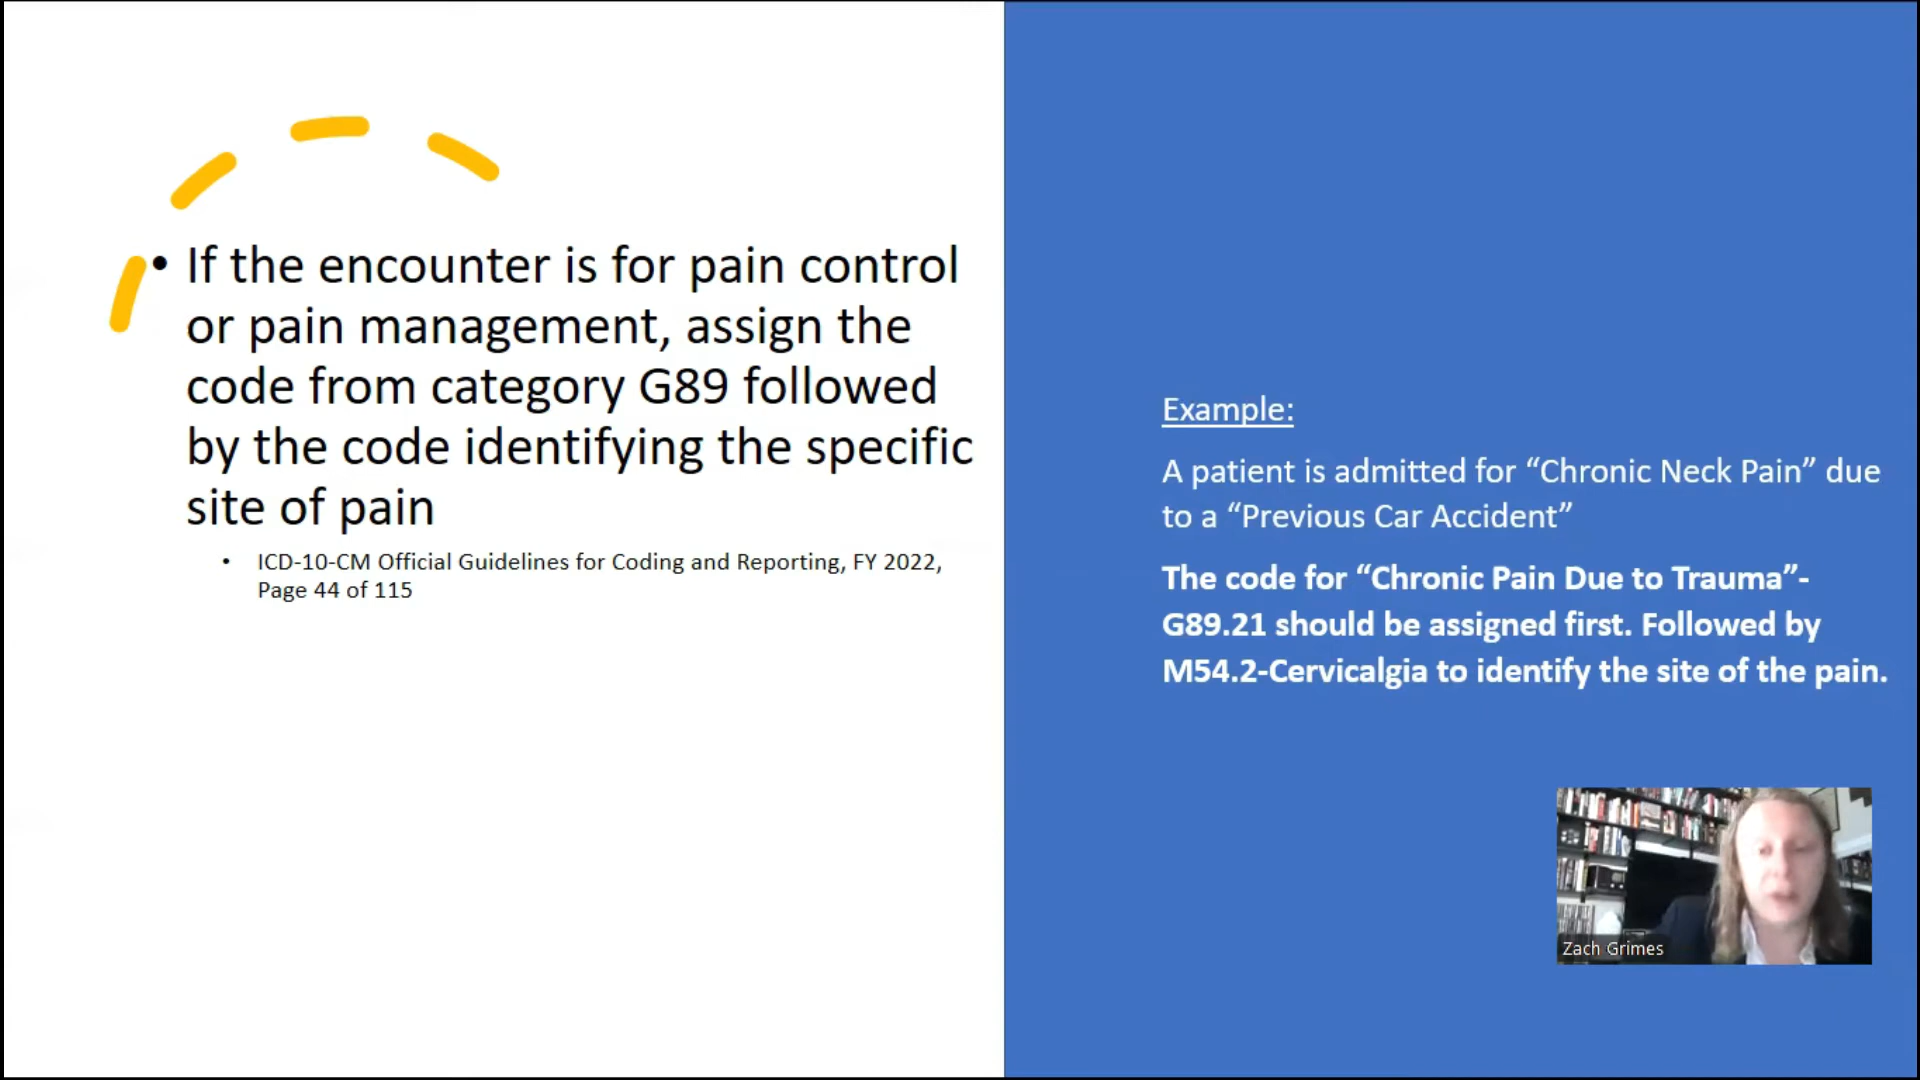 • If the encounter is for pain control
or pain management, assign the
code from category G89 followed
by the code identifying the specific
site of pain
• ICD-10-CM Official Guidelines for Coding and Reporting, FY 2022,
Page 44 of 115
Example:
A patient is admitted for “Chronic Neck Pain” due
to a “Previous Car Accident”
The code for “Chronic Pain Due to Trauma”-
G89.21 should be assigned first. Followed by
M54.2-Cervicalgia to identify the site of the pain.
Zach Grimes